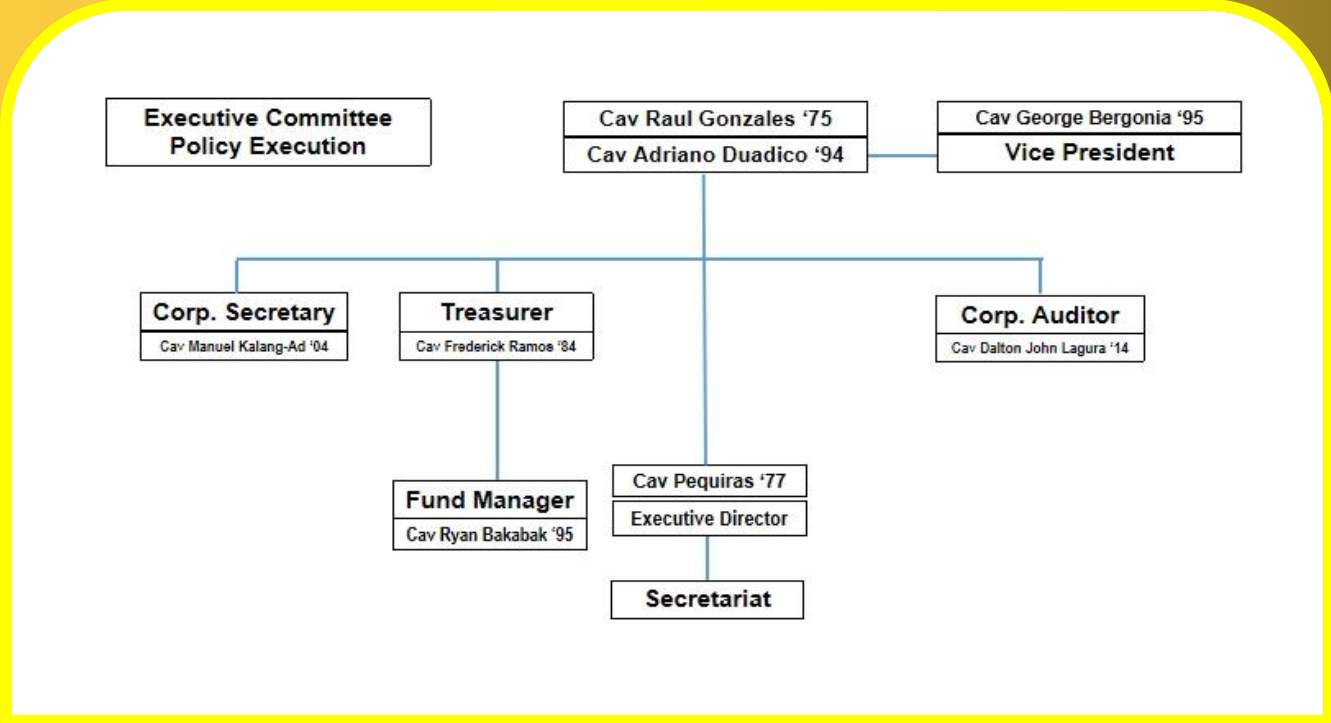 Executive Committee
Policy Execution
Cav Raul Gonzales ‘75
Cav Adriano Duadico ‘94
Cav George Bergonia ‘95
Vice President
Corp. Secretary
Cav Manuel Kalang-Ad ‘04
Treasurer
Cav Frederick Ramos ‘84
Corp. Auditor
Cav Dalton John Lagura ‘14
Fund Manager
Cav Ryan Bakabak ‘95
Cav Pequiras ‘77
Executive Director
Secretariat